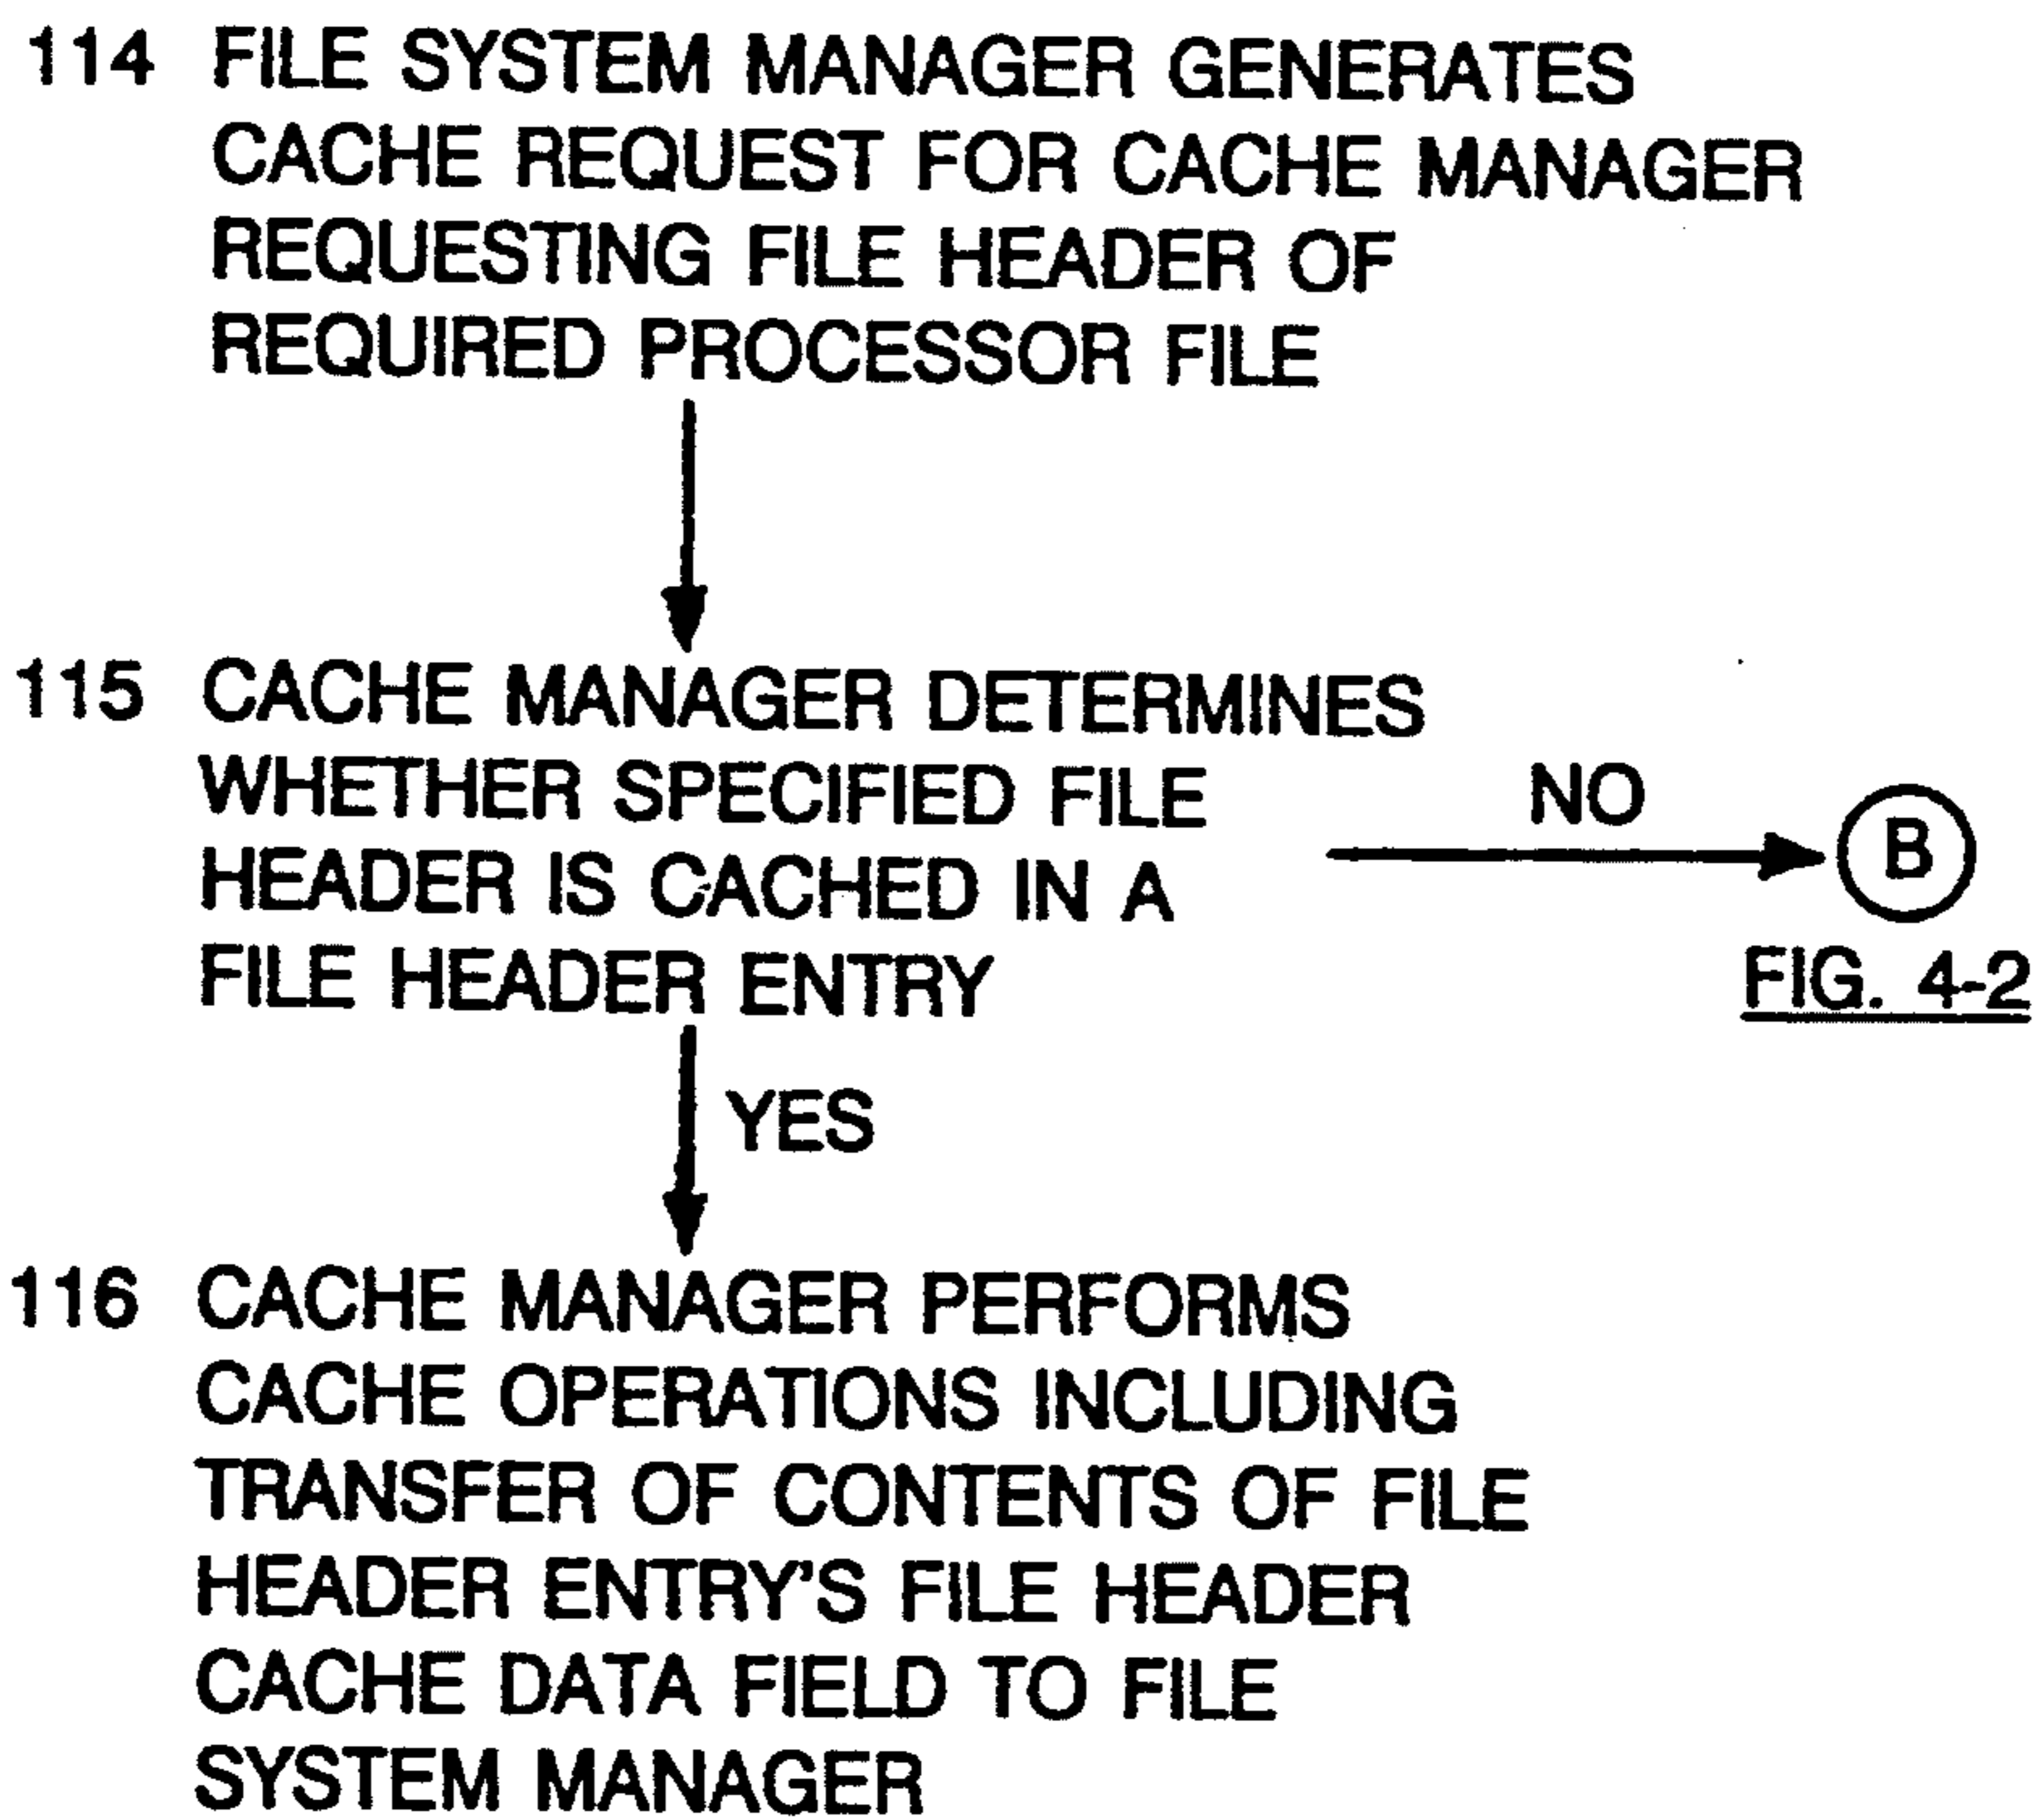 114 FILE SYSTEM MANAGER GENERATES
CACHE REQUEST FOR CACHE MANAGER
REQUESTING FILE HEADER OF
REQUIRED PROCESSOR FILE
115 CACHE MANAGER DETERMINES
WHETHER SPECIFIED FILE
HEADER IS CACHED IN A
FILE HEADER ENTRY
NO
B
FIG. 4-2
YES
116 CACHE MANAGER PERFORMS
CACHE OPERATIONS INCLUDING
TRANSFER OF CONTENTS OF FILE
HEADER ENTRY'S FILE HEADER
CACHE DATA FIELD TO FILE
SYSTEM MANAGER